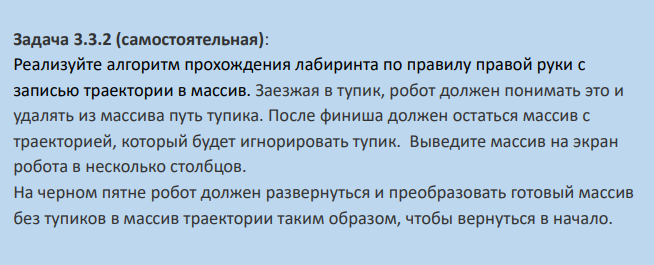 Задача 3.3.2 (самостоятельная):
Реализуйте алгоритм прохождения лабиринта по правилу правой руки с
записью траектории в массив. Заезжая в тупик, робот должен понимать это и
удалять из массива путь тупика. После финиша должен остаться массив с
траекторией, который будет игнорировать тупик. Выведите массив на экран
робота в несколько столбцов.
На черном пятне робот должен развернуться и преобразовать готовый массив
без тупиков в массив траектории таким образом, чтобы вернуться в начало.